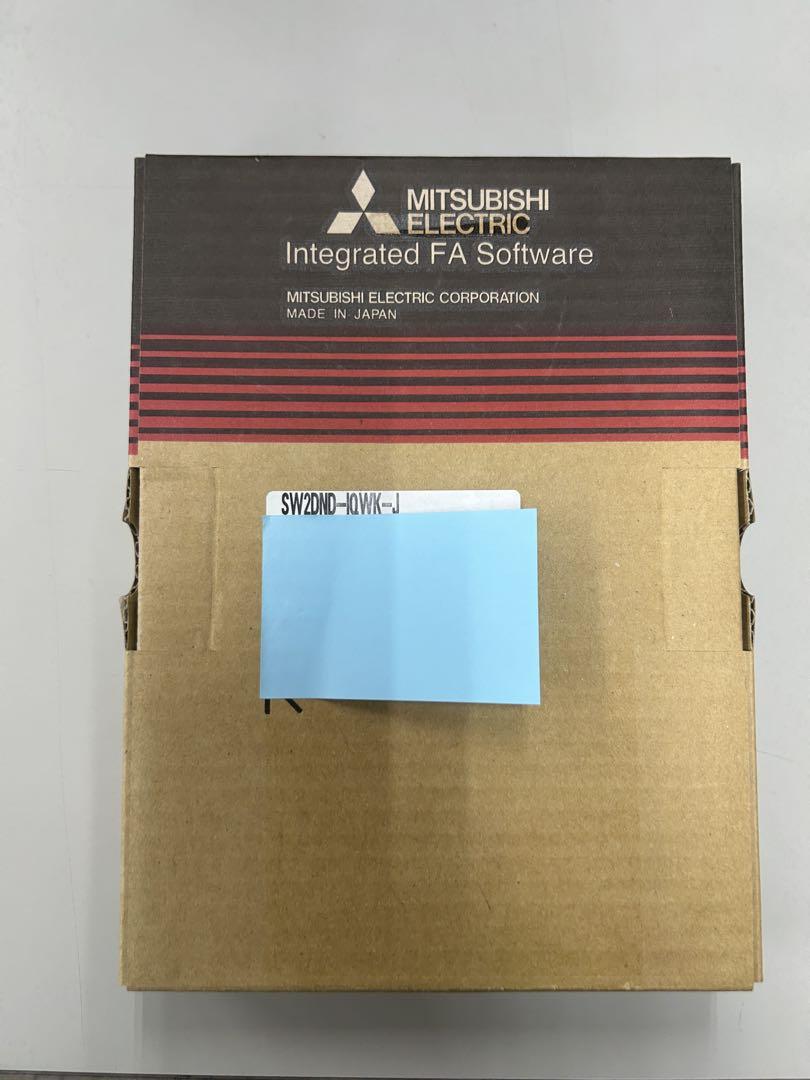 MITSUBISHI
ELECTRIC
Integrated FA Software
MITSUBISHI ELECTRIC CORPORATION
MADE IN JAPAN
SW2DND-IQWK-J